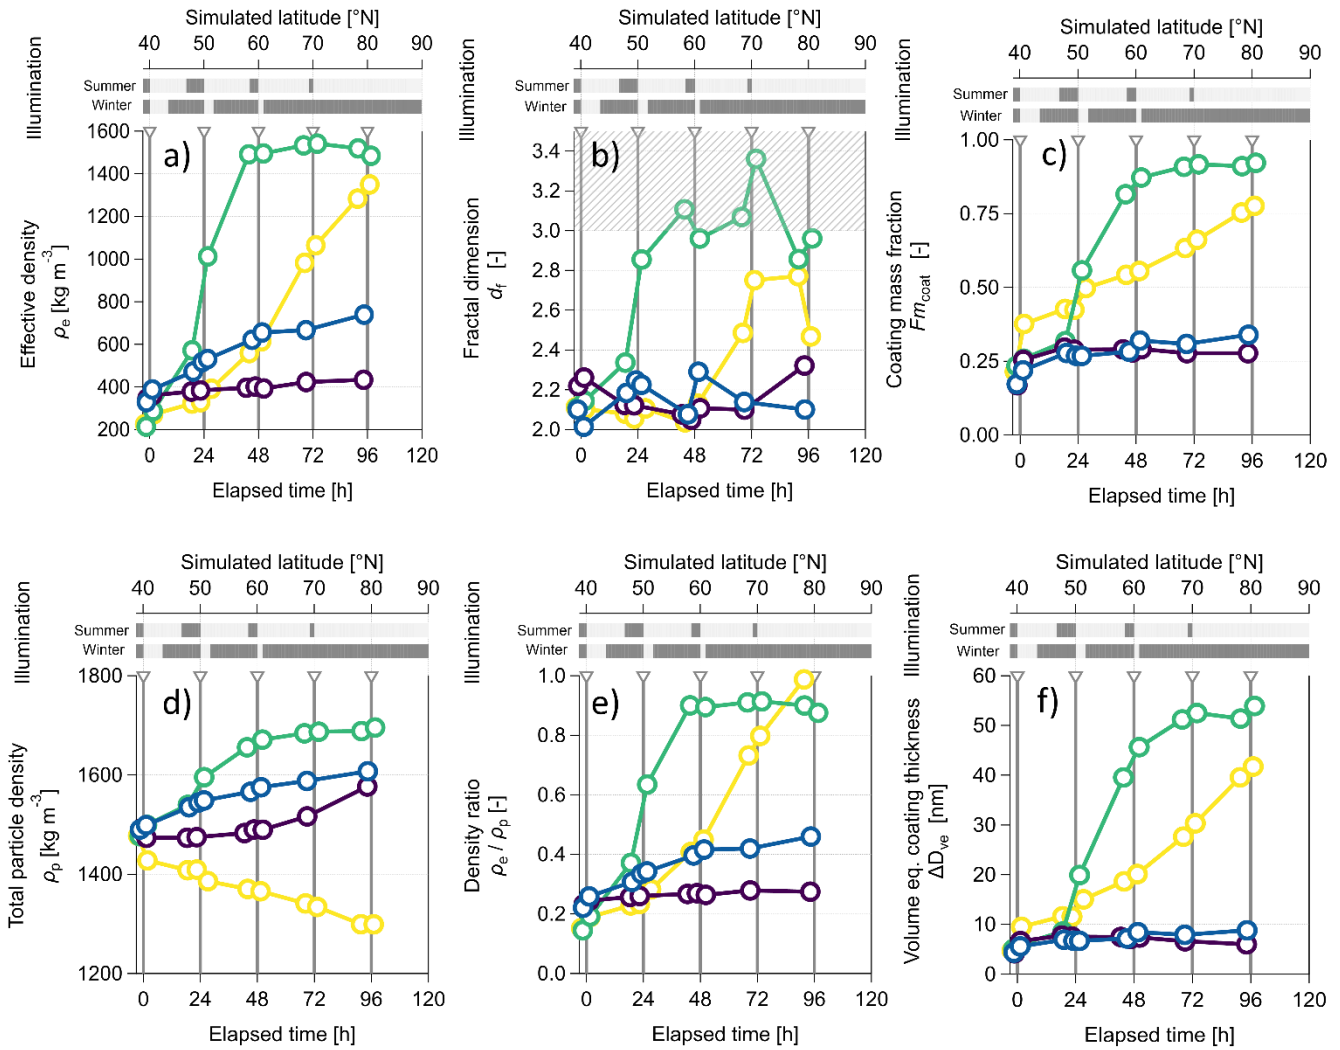 Simulated latitude [°N]
40 50 60 70 80 90
Illumination
Summer
Winter
a)
1600
1400
1200
1000
800
600
400
200
Effective density
ρe [kg m-3]
0 24 48 72 96 120
Elapsed time [h]
Simulated latitude [°N]
40 50 60 70 80 90
Illumination
Summer
Winter
b)
3.4
3.2
3.0
2.8
2.6
2.4
2.2
2.0
Fractal dimension
df [-]
0 24 48 72 96 120
Elapsed time [h]
Simulated latitude [°N]
40 50 60 70 80 90
Illumination
Summer
Winter
c)
1.00
0.75
0.50
0.25
0.00
Coating mass fraction
Fmcoat [-]
0 24 48 72 96 120
Elapsed time [h]
Simulated latitude [°N]
40 50 60 70 80 90
Illumination
Summer
Winter
d)
1800
1600
1400
1200
Total particle density
ρp [kg m-3]
0 24 48 72 96 120
Elapsed time [h]
Simulated latitude [°N]
40 50 60 70 80 90
Illumination
Summer
Winter
e)
1.0
0.8
0.6
0.4
0.2
0.0
Density ratio
ρe / ρp [-]
0 24 48 72 96 120
Elapsed time [h]
Simulated latitude [°N]
40 50 60 70 80 90
Illumination
Summer
Winter
f)
60
50
40
30
20
10
0
Volume eq. coating thickness
ΔDve [nm]
0 24 48 72 96 120
Elapsed time [h]